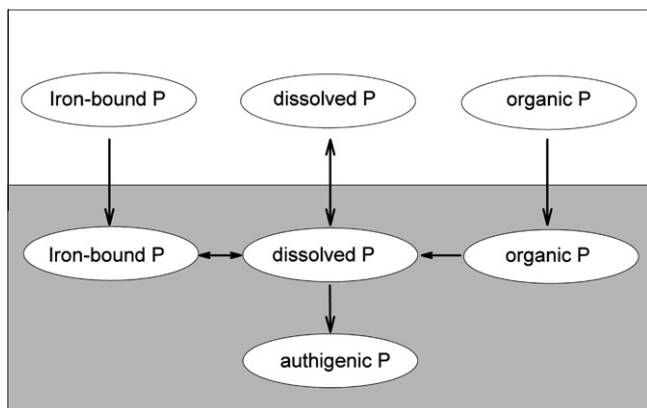 Iron-bound P
dissolved P
organic P
Iron-bound P
dissolved P
organic P
authigenic P